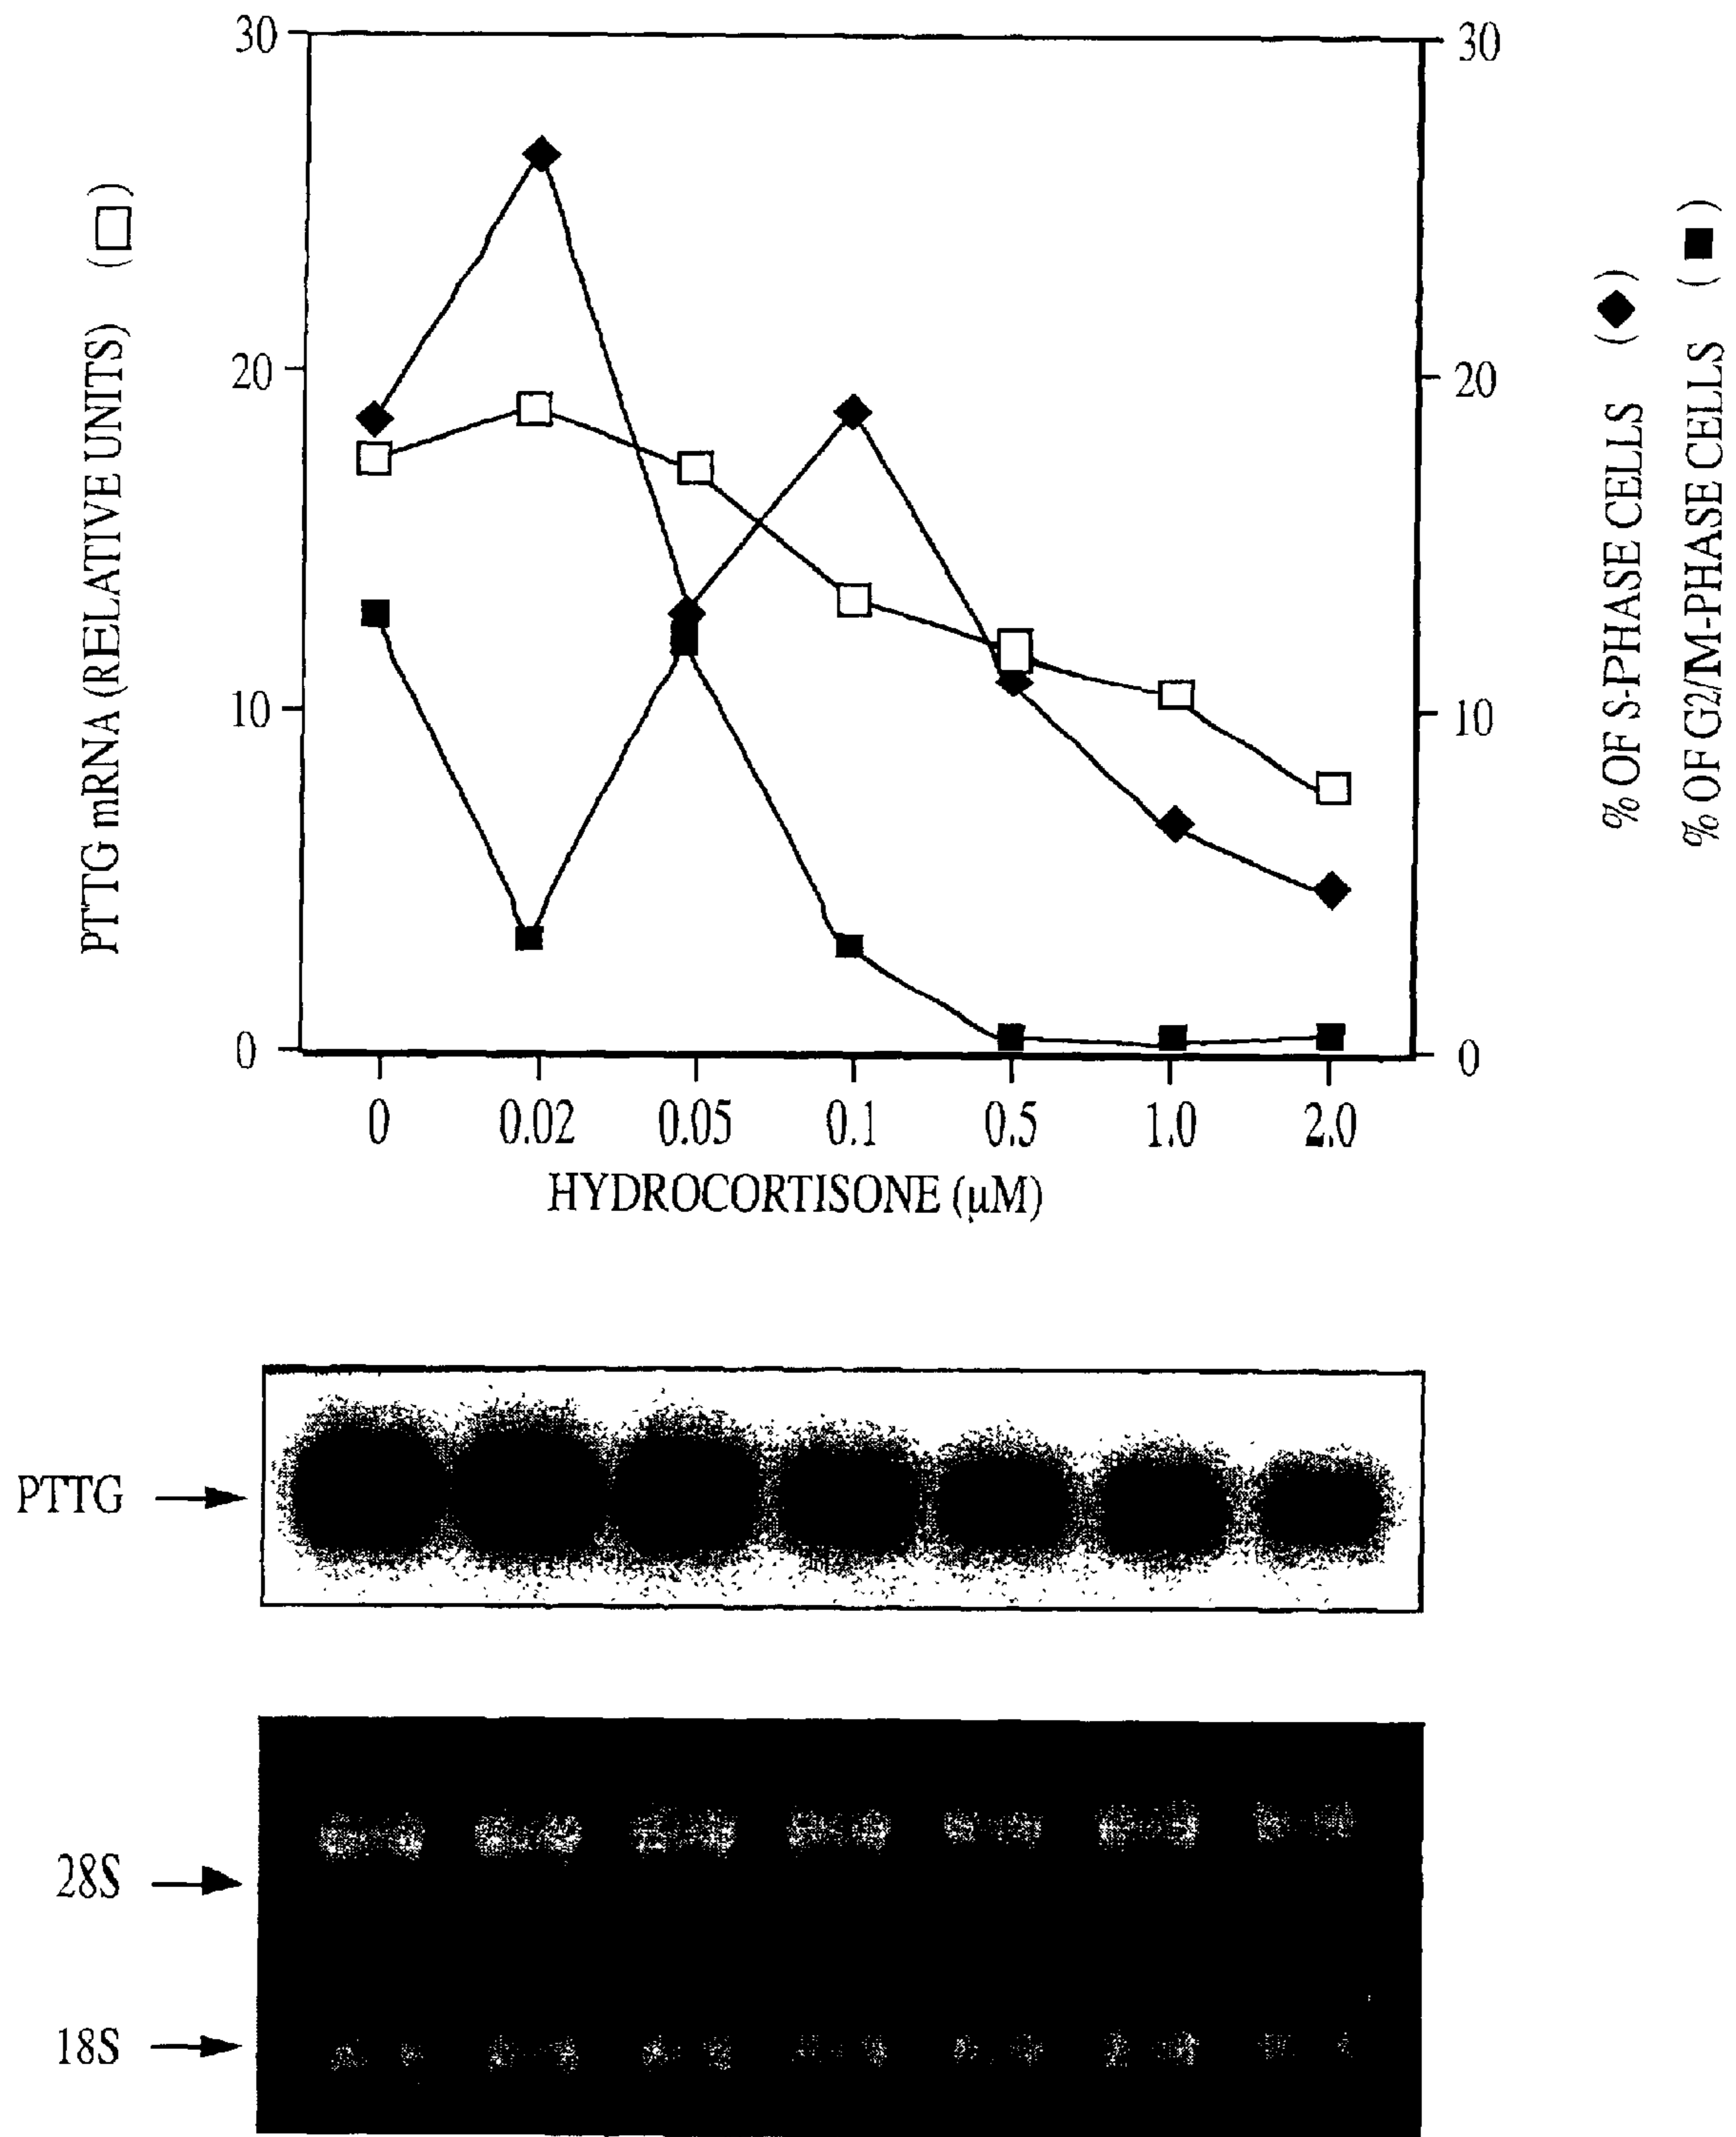 30
20
10
0
30
20
10
0
PTTG mRNA (RELATIVE UNITS) (□)
% OF S-PHASE CELLS (◆)
% OF G2/M-PHASE CELLS (■)
0 0.02 0.05 0.1 0.5 1.0 2.0
HYDROCORTISONE (μM)
PTTG
28S
18S